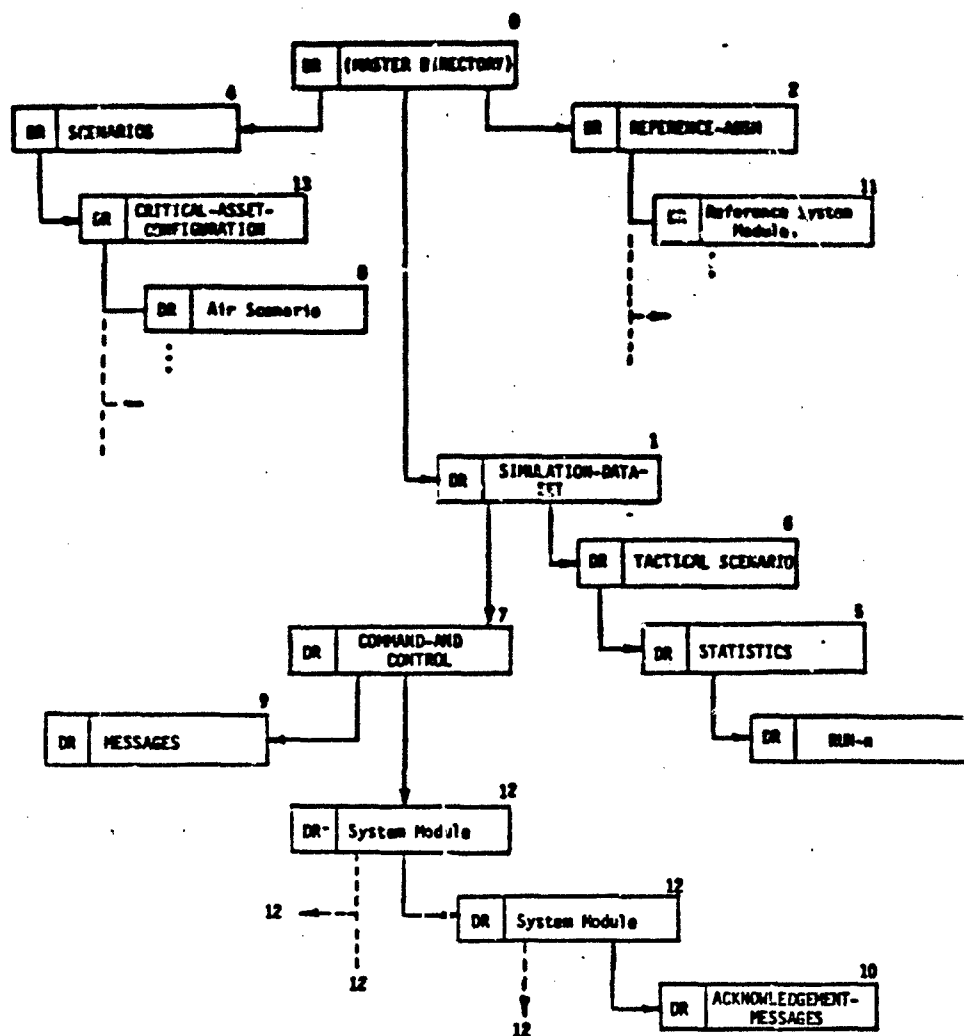 0
DR (MASTER DIRECTORY)
4
DR SCENARIOS
2
DR REFERENCE-
13
DR CRITICAL-ASSET-
CONFIGURATION
11
DR Reference System
Module.
8
DR Air Scenario
1
DR SIMULATION-DATA-
SET
6
DR TACTICAL SCENARIO
7
DR COMMAND-AND
CONTROL
5
DR STATISTICS
9
DR MESSAGES
DR RUN-n
12
DR- System Module
12
12
DR System Module
12
12
10
DR ACKNOWLEDGEMENT-
MESSAGES